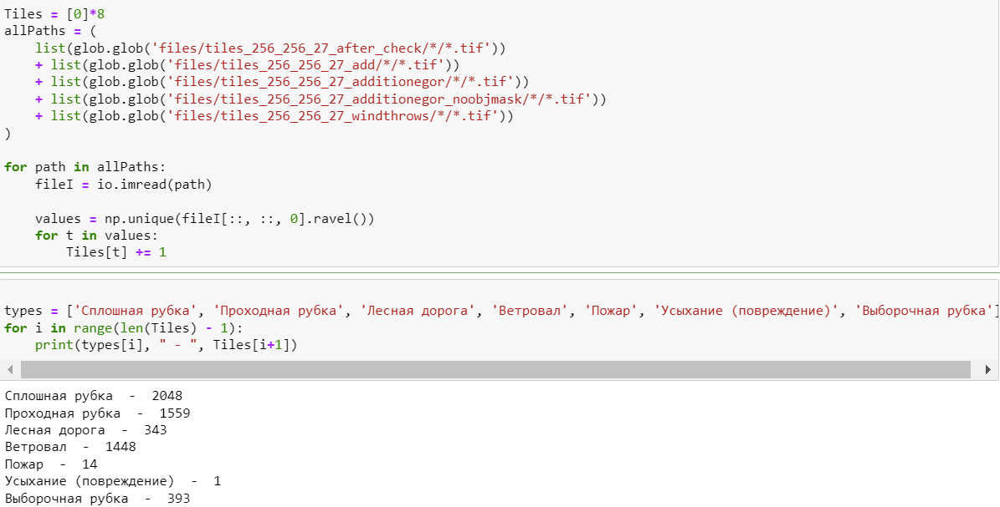 Tiles = [0]*8
allPaths = (
    list(glob.glob('files/tiles_256_256_27_after_check/*/*.tif'))
    + list(glob.glob('files/tiles_256_256_27_add/*/*.tif'))
    + list(glob.glob('files/tiles_256_256_27_additionegor/*/*.tif'))
    + list(glob.glob('files/tiles_256_256_27_additionegor_noobjmask/*/*.tif'))
    + list(glob.glob('files/tiles_256_256_27_windthrows/*/*.tif'))
)
for path in allPaths:
    fileI = io.imread(path)
    values = np.unique(fileI[::, ::, 0].ravel())
    for t in values:
        Tiles[t] += 1
types = ['Сплошная рубка', 'Проходная рубка', 'Лесная дорога', 'Ветровал', 'Пожар', 'Усыхание (повреждение)', 'Выборочная рубка']
for i in range(len(Tiles) - 1):
    print(types[i], " - ", Tiles[i+1])
Сплошная рубка  -  2048
Проходная рубка  -  1559
Лесная дорога  -  343
Ветровал  -  1448
Пожар  -  14
Усыхание (повреждение)  -  1
Выборочная рубка  -  393